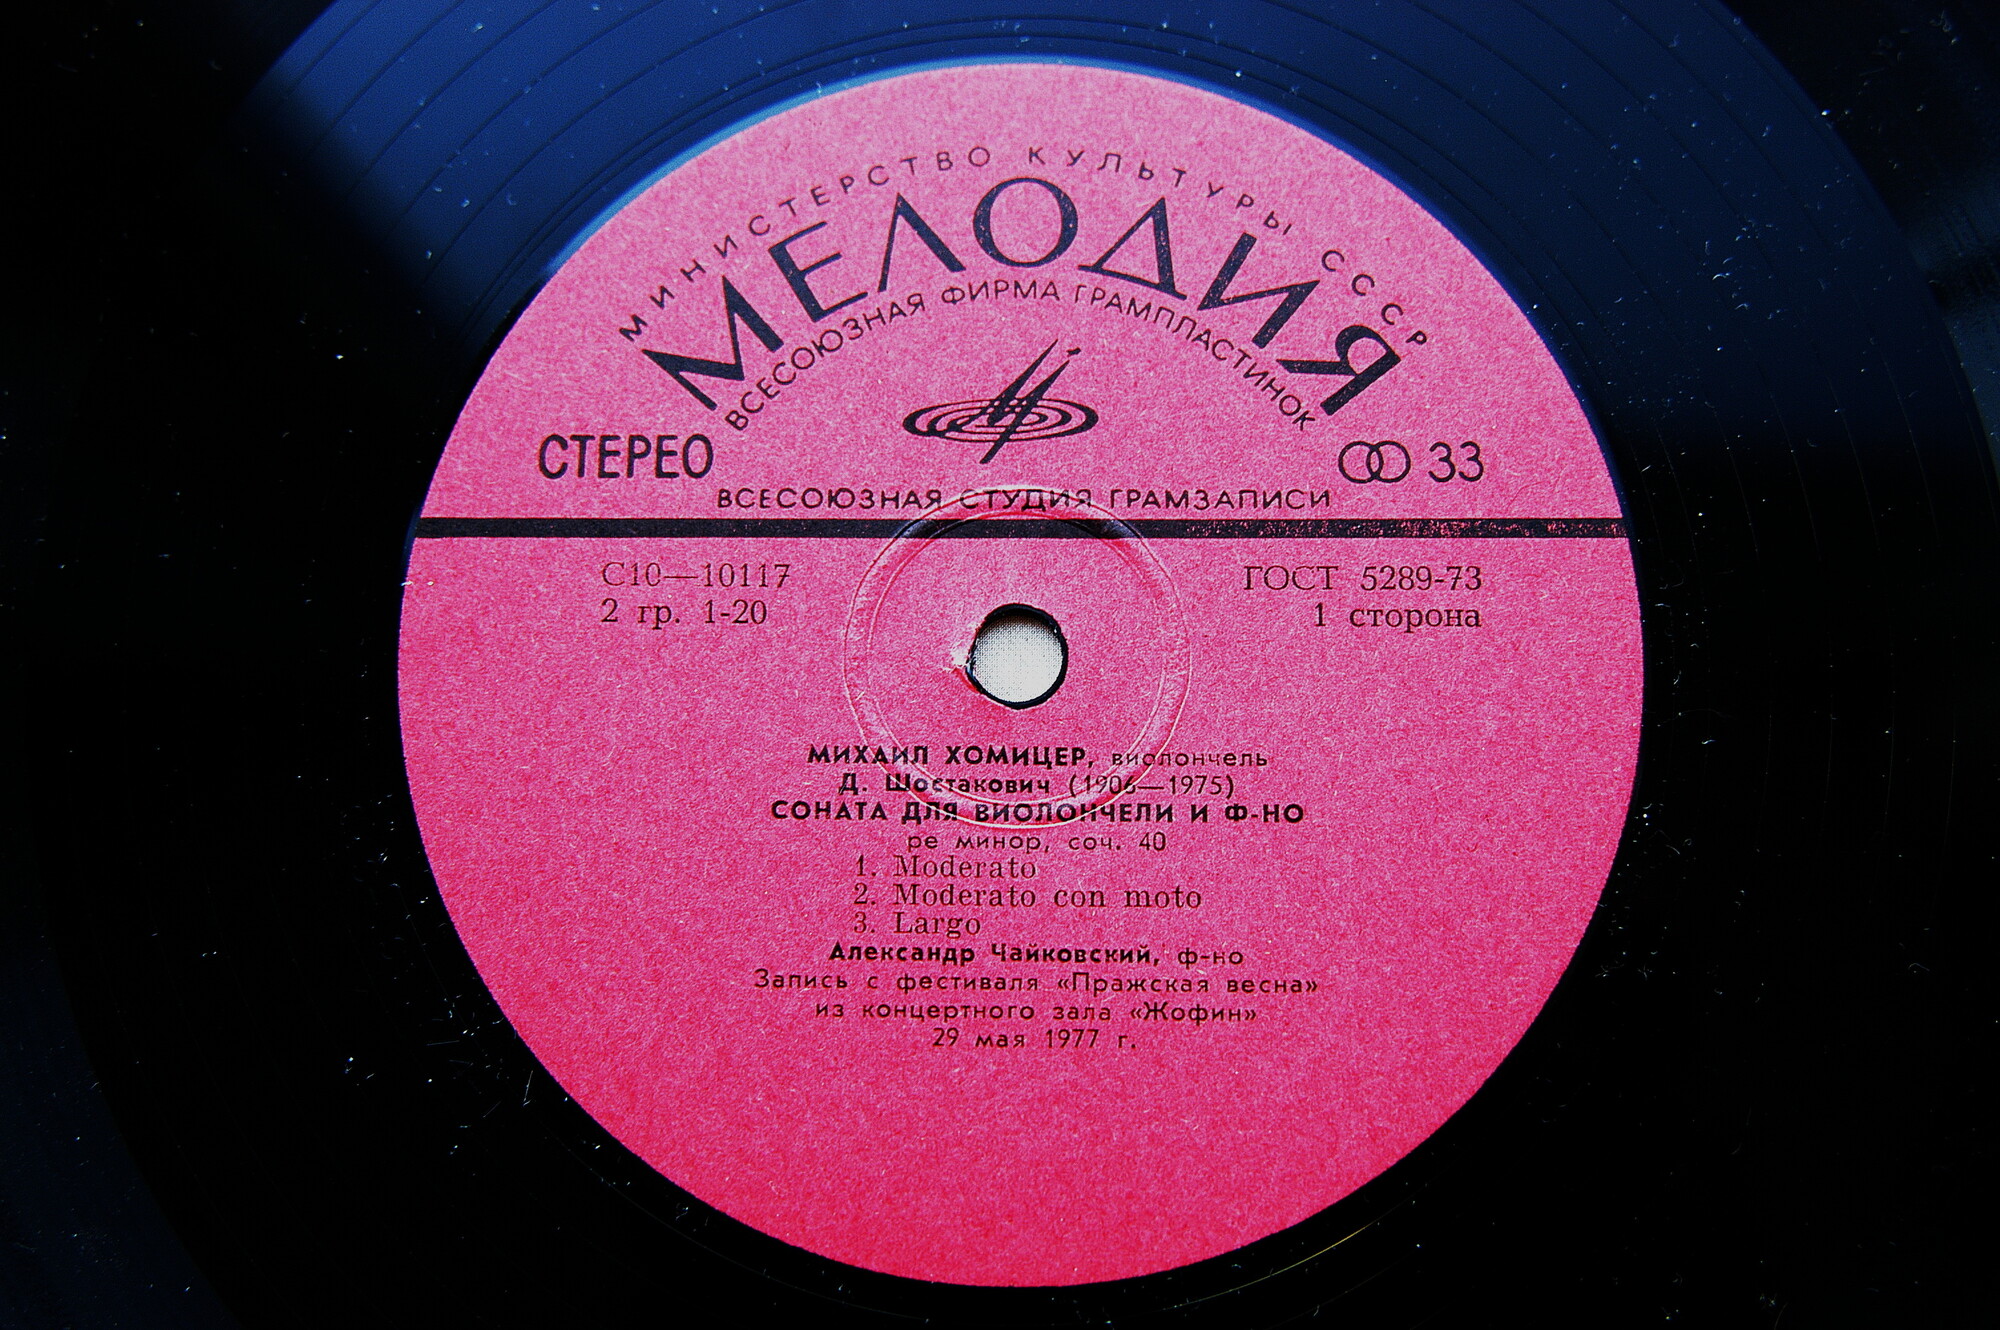 МИНИСТЕРСТВО КУЛЬТУРЫ СССР
МЕЛОДИЯ
ВСЕСОЮЗНАЯ ФИРМА ГРАМПЛАСТИНОК
СТЕРЕО
33
ВСЕСОЮЗНАЯ СТУДИЯ ГРАМЗАПИСИ
С10—10117
ГОСТ 5289-73
2 гр. 1-20
1 сторона
МИХАИЛ ХОМИЦЕР, виолончель
Д. Шостакович (1906—1975)
СОНАТА ДЛЯ ВИОЛОНЧЕЛИ И Ф-НО
ре минор, соч. 40
1. Moderato
2. Moderato con moto
3. Largo
Александр Чайковский, ф-но
Запись с фестиваля «Пражская весна»
из концертного зала «Жофин»
29 мая 1977 г.